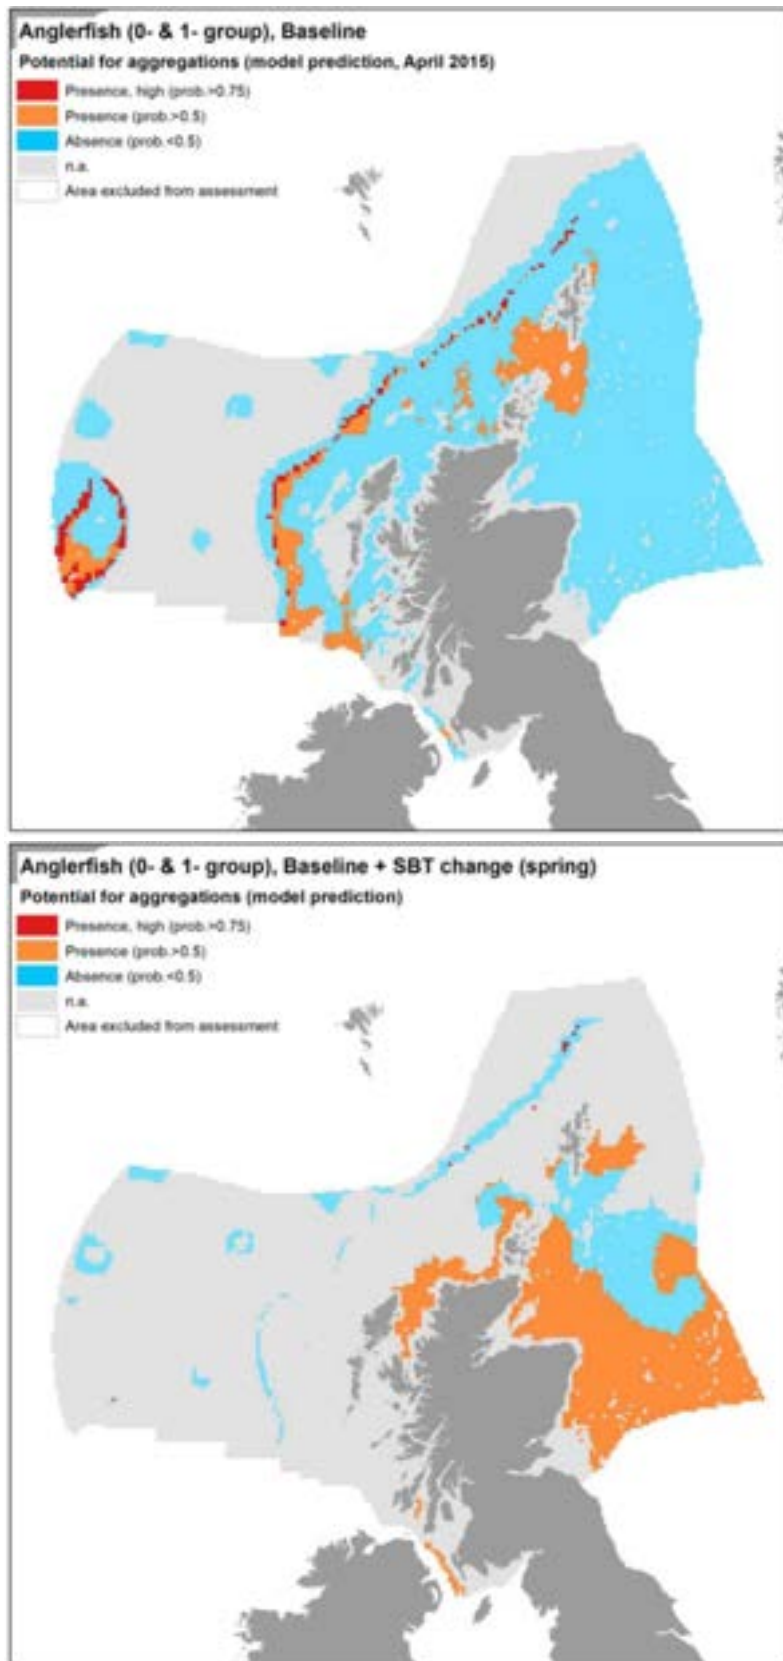 Anglerfish (0- & 1- group), Baseline
Potential for aggregations (model prediction, April 2015)
Presence, high (prob.>0.75)
Presence (prob.>0.5)
Absence (prob.<0.5)
n.a.
Area excluded from assessment
Anglerfish (0- & 1- group), Baseline + SBT change (spring)
Potential for aggregations (model prediction)
Presence, high (prob.>0.75)
Presence (prob.>0.5)
Absence (prob.<0.5)
n.a.
Area excluded from assessment